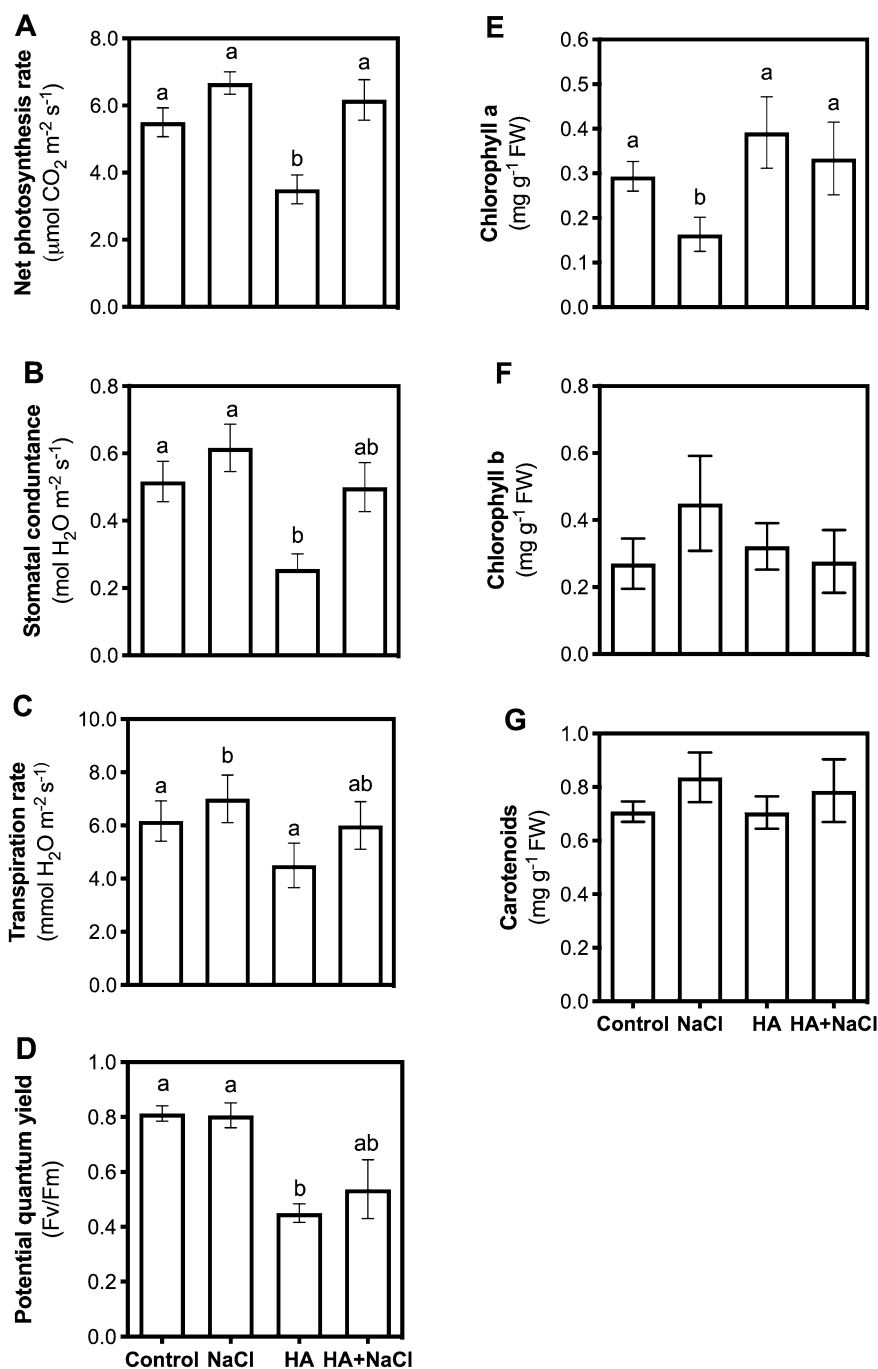 A
Net photosynthesis rate
(μmol CO2 m-2 s-1)
8.0
6.0
4.0
2.0
0.0
a
a
b
a
B
Stomatal conduntance
(mol H2O m-2 s-1)
0.8
0.6
0.4
0.2
0.0
a
a
b
ab
C
Transpiration rate
(mmol H2O m-2 s-1)
10.0
8.0
6.0
4.0
2.0
0.0
a
b
a
ab
D
Potential quantum yield
(Fv/Fm)
1.0
0.8
0.6
0.4
0.2
0.0
a
a
b
ab
Control NaCl HA HA+NaCl
E
Chlorophyll a
(mg g-1 FW)
0.6
0.5
0.4
0.3
0.2
0.1
0.0
a
b
a
a
F
Chlorophyll b
(mg g-1 FW)
0.8
0.6
0.4
0.2
0.0
G
Carotenoids
(mg g-1 FW)
1.0
0.8
0.6
0.4
0.2
0.0
Control NaCl HA HA+NaCl